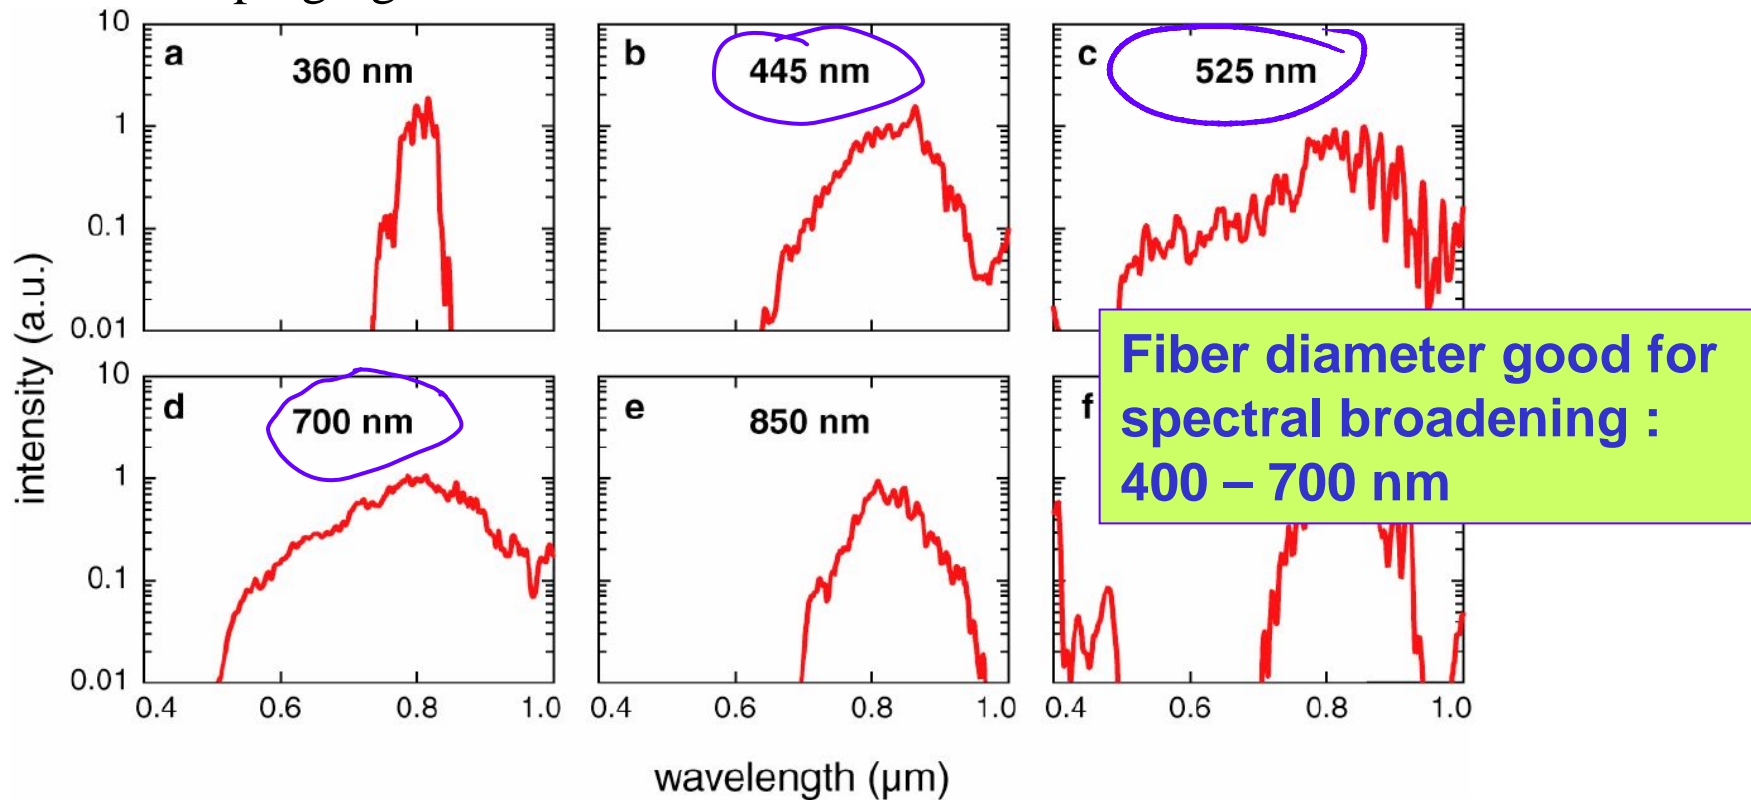 10
1
0.1
0.01
a
360 nm
b
445 nm
c
525 nm
10
1
0.1
0.01
d
700 nm
e
850 nm
f
Fiber diameter good for
spectral broadening :
400 – 700 nm
0.4 0.6 0.8 1.0
0.4 0.6 0.8 1.0
0.4 0.6 0.8 1.0
intensity (a.u.)
wavelength (μm)